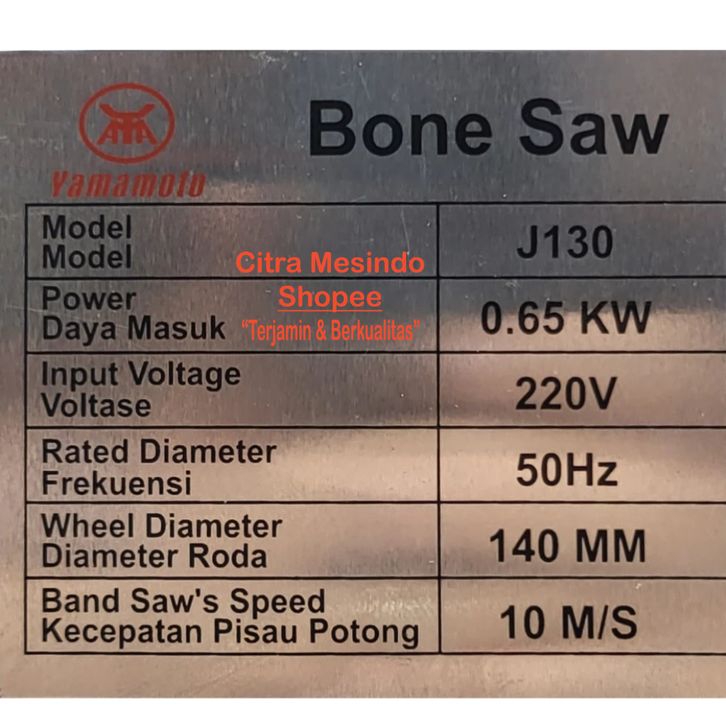 Bone Saw
Yamamoto
Model
Model
J130
Citra Mesindo
Shopee
"Terjamin & Berkualitas"
Power
Daya Masuk
0.65 KW
Input Voltage
Voltase
220V
Rated Diameter
Frekuensi
50Hz
Wheel Diameter
Diameter Roda
140 MM
Band Saw's Speed
Kecepatan Pisau Potong
10 M/S